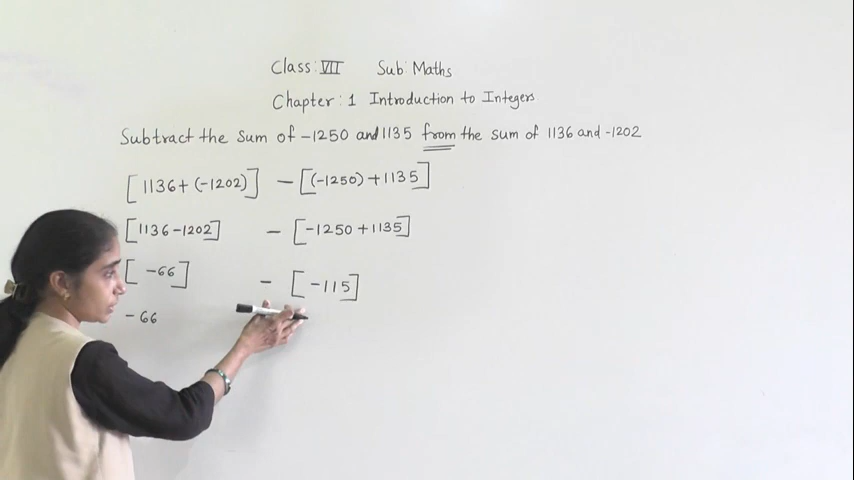 Class: VII Sub: Maths
Chapter: 1 Introduction to Integers
Subtract the sum of -1250 and 1135 from the sum of 1136 and -1202
[1136+(-1202)] - [(-1250)+1135]
[1136-1202] - [-1250+1135]
[-66] - [-115]
-66